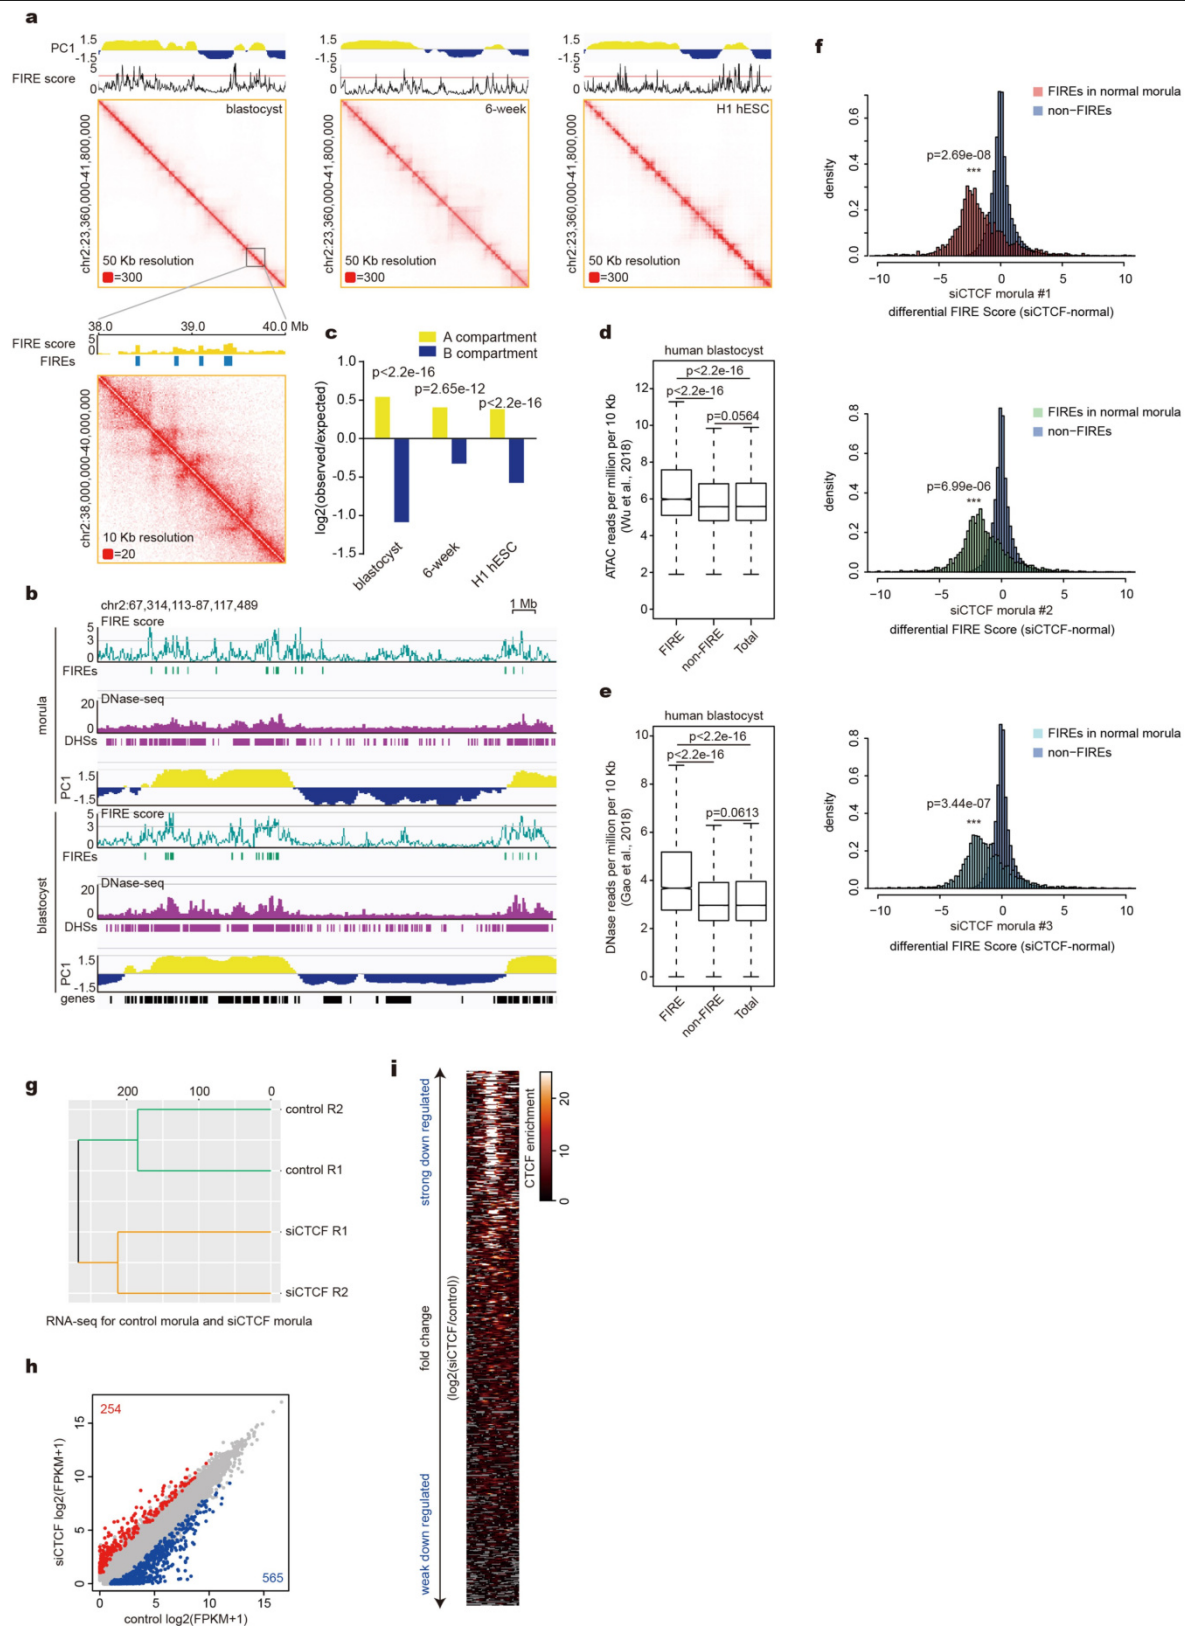 a
PC1
1.5
-1.5
FIRE score
5
0
blastocyst
6-week
H1 hESC
chr2:23,360,000-41,800,000
50 Kb resolution
=300
chr2:23,360,000-41,800,000
50 Kb resolution
=300
chr2:23,360,000-41,800,000
50 Kb resolution
=300
1.5
-1.5
5
0
1.5
-1.5
5
0
38.0 39.0 40.0 Mb
FIRE score
5
0
FIREs
chr2:38,000,000-40,000,000
10 Kb resolution
=20
c
A compartment
B compartment
log2(observed/expected)
1.0
0.5
0.0
-0.5
-1.0
-1.5
p<2.2e-16
p=2.65e-12
p<2.2e-16
blastocyst
6-week
H1 hESC
b
chr2:67,314,113-87,117,489
1 Mb
morula
FIRE score
5
3
0
FIREs
DNase-seq
20
0
DHSs
PC1
1.5
-1.5
blastocyst
FIRE score
5
3
0
FIREs
DNase-seq
20
0
DHSs
PC1
1.5
-1.5
genes
d
human blastocyst
p<2.2e-16
p<2.2e-16
p=0.0564
ATAC reads per million per 10 Kb
(Wu et al., 2018)
12
10
8
6
4
2
0
FIRE
non-FIRE
Total
e
human blastocyst
p<2.2e-16
p<2.2e-16
p=0.0613
DNase reads per million per 10 Kb
(Gao et al., 2018)
10
8
6
4
2
0
FIRE
non-FIRE
Total
f
FIREs in normal morula
non-FIREs
p=2.69e-08
***
density
0.6
0.4
0.2
0.0
−10 −5 0 5 10
siCTCF morula #1
differential FIRE Score (siCTCF-normal)
FIREs in normal morula
non-FIREs
p=6.99e-06
***
density
0.8
0.6
0.4
0.2
0.0
−10 −5 0 5 10
siCTCF morula #2
differential FIRE Score (siCTCF-normal)
FIREs in normal morula
non-FIREs
p=3.44e-07
***
density
0.8
0.6
0.4
0.2
0.0
−10 −5 0 5 10
siCTCF morula #3
differential FIRE Score (siCTCF-normal)
g
200 100 0
control R2
control R1
siCTCF R1
siCTCF R2
RNA-seq for control morula and siCTCF morula
h
254
565
siCTCF log2(FPKM+1)
15
10
5
0
0 5 10 15
control log2(FPKM+1)
i
strong down regulated
fold change
(log2(siCTCF/control))
weak down regulated
CTCF enrichment
20
10
0